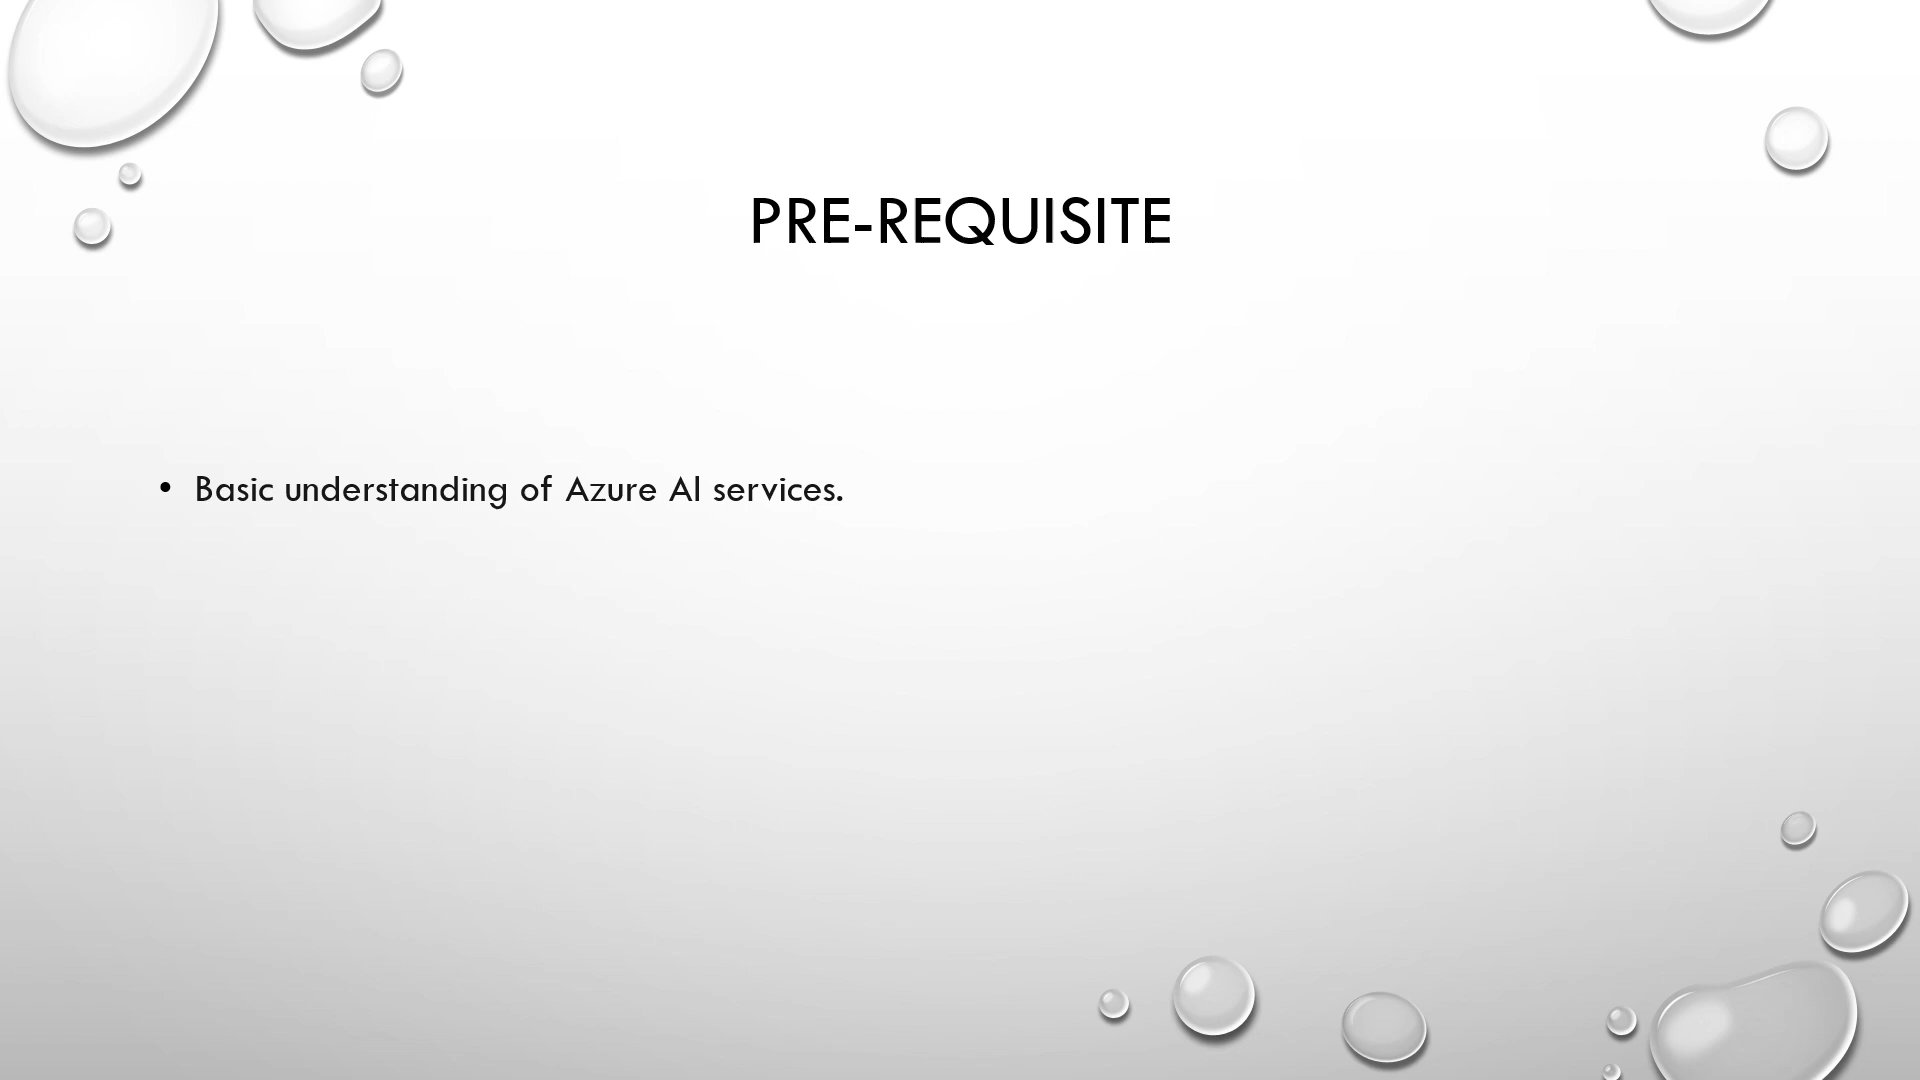 PRE-REQUISITE
• Basic understanding of Azure AI services.